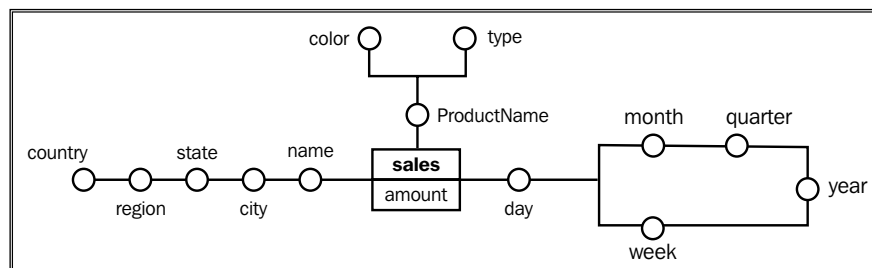 color
type
ProductName
month
quarter
country
state
name
sales
year
region
city
amount
day
week